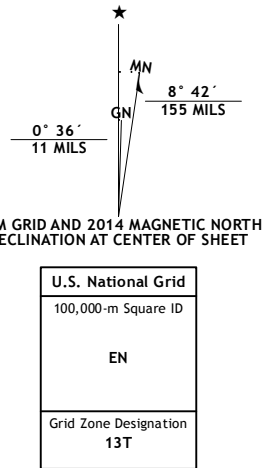 MN
8° 42´
155 MILS
GN
0° 36´
11 MILS
M GRID AND 2014 MAGNETIC NORTH
ECLINATION AT CENTER OF SHEET
U.S. National Grid
100,000-m Square ID
EN
Grid Zone Designation
13T